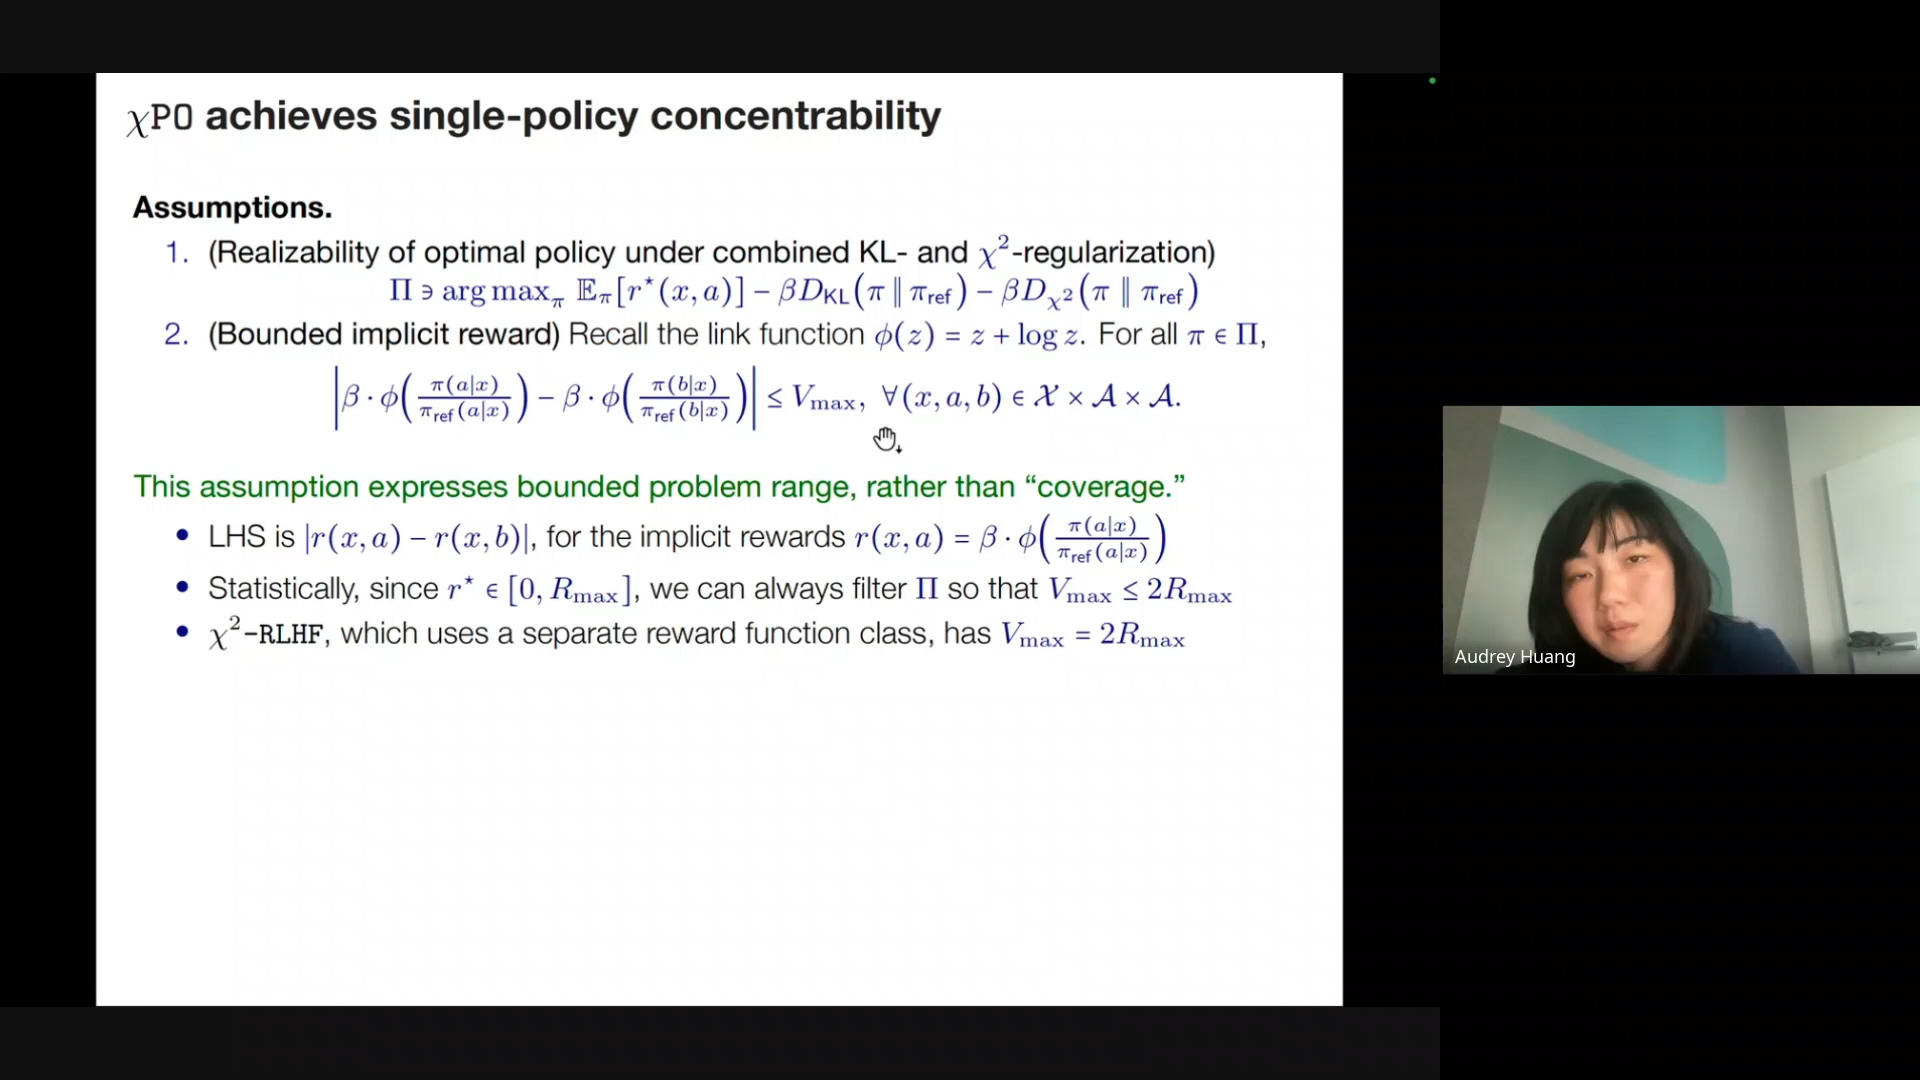 χPO achieves single-policy concentrability
Assumptions.
1. (Realizability of optimal policy under combined KL- and χ²-regularization)
Π ∋ arg max_π 𝔼_π[r⋆(x, a)] − βD_KL(π ∥ π_ref) − βD_χ²(π ∥ π_ref)
2. (Bounded implicit reward) Recall the link function ϕ(z) = z + log z. For all π ∈ Π,
|β · ϕ(π(a|x)/π_ref(a|x)) − β · ϕ(π(b|x)/π_ref(b|x))| ≤ V_max, ∀(x, a, b) ∈ 𝒳 × 𝒜 × 𝒜.
This assumption expresses bounded problem range, rather than “coverage.”
• LHS is |r(x, a) − r(x, b)|, for the implicit rewards r(x, a) = β · ϕ(π(a|x)/π_ref(a|x))
• Statistically, since r⋆ ∈ [0, R_max], we can always filter Π so that V_max ≤ 2R_max
• χ²-RLHF, which uses a separate reward function class, has V_max = 2R_max
Audrey Huang